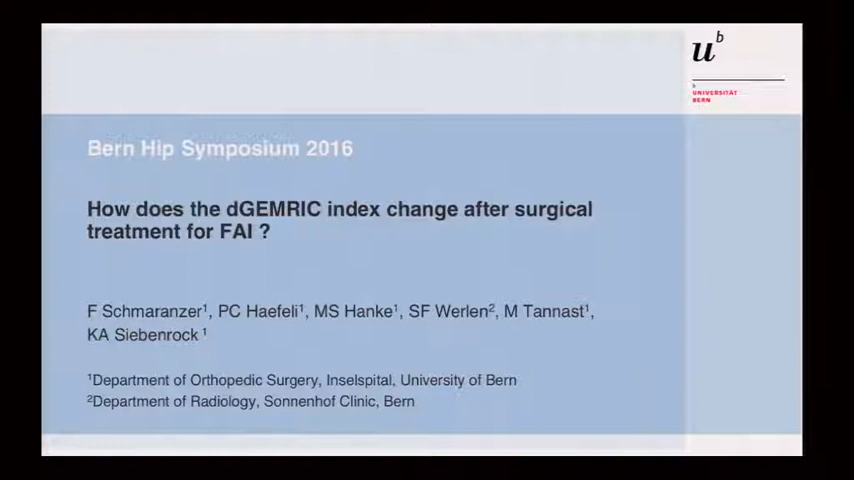 u^b
b
UNIVERSITÄT
BERN
Bern Hip Symposium 2016
How does the dGEMRIC index change after surgical
treatment for FAI ?
F Schmaranzer¹, PC Haefeli¹, MS Hanke¹, SF Werlen², M Tannast¹,
KA Siebenrock ¹
¹Department of Orthopedic Surgery, Inselspital, University of Bern
²Department of Radiology, Sonnenhof Clinic, Bern